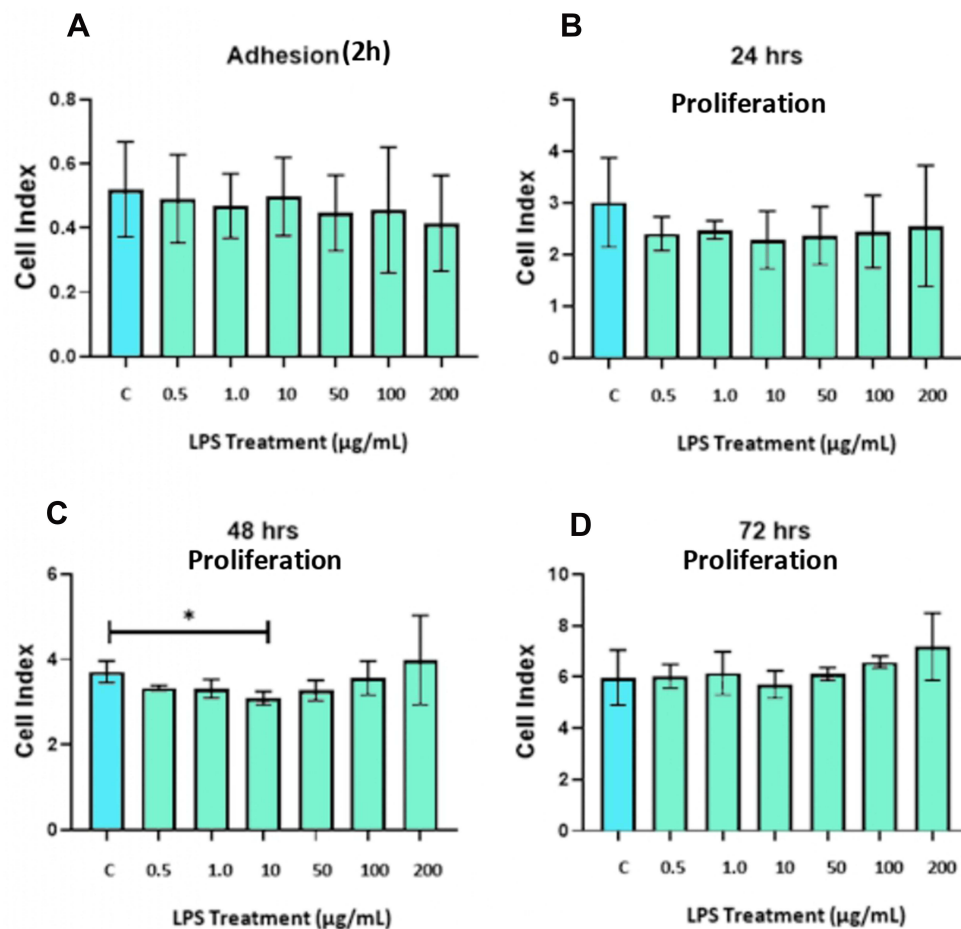 A
Adhesion (2h)
Cell Index
0.8
0.6
0.4
0.2
0.0
C 0.5 1.0 10 50 100 200
LPS Treatment (µg/mL)
B
24 hrs
Proliferation
Cell Index
5
4
3
2
1
0
C 0.5 1.0 10 50 100 200
LPS Treatment (µg/mL)
C
48 hrs
Proliferation
Cell Index
6
4
2
0
*
C 0.5 1.0 10 50 100 200
LPS Treatment (µg/mL)
D
72 hrs
Proliferation
Cell Index
10
8
6
4
2
0
C 0.5 1.0 10 50 100 200
LPS Treatment (µg/mL)